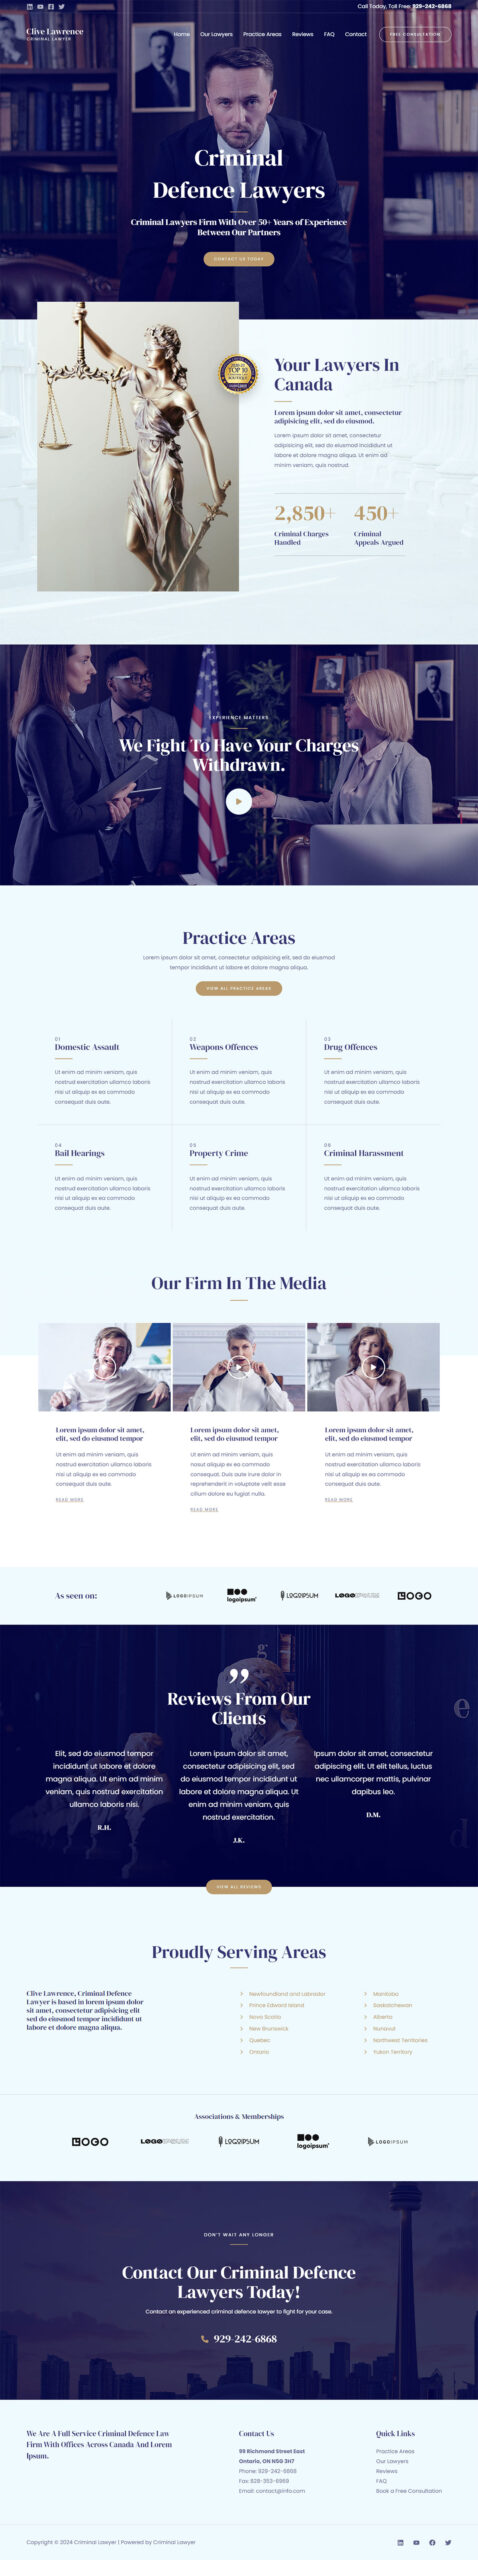 Call Today, Toll Free: 929-242-6868
Clive Lawrence
CRIMINAL LAWYER
Home
Our Lawyers
Practice Areas
Reviews
FAQ
Contact
FREE CONSULTATION
Criminal
Defence Lawyers
Criminal Lawyers Firm With Over 50+ Years of Experience
Between Our Partners
CONTACT US TODAY
TOP 10
Your Lawyers In
Canada
Lorem ipsum dolor sit amet, consectetur
adipisicing elit, sed do eiusmod.
Lorem ipsum dolor sit amet, consectetur
adipisicing elit, sed do eiusmod incididunt ut
labore et dolore magna aliqua. Ut enim ad
minim veniam, quis nostrud.
2,850+
Criminal Charges
Handled
450+
Criminal
Appeals Argued
EXPERIENCE MATTERS
We Fight To Have Your Charges
Withdrawn.
Practice Areas
Lorem ipsum dolor sit amet, consectetur adipisicing elit, sed do eiusmod
tempor incididunt ut labore et dolore magna aliqua.
VIEW ALL PRACTICE AREAS
01
Domestic Assault
Ut enim ad minim veniam, quis
nostrud exercitation ullamco laboris
nisi ut aliquip ex ea commodo
consequat duis aute.
02
Weapons Offences
Ut enim ad minim veniam, quis
nostrud exercitation ullamco laboris
nisi ut aliquip ex ea commodo
consequat duis aute.
03
Drug Offences
Ut enim ad minim veniam, quis
nostrud exercitation ullamco laboris
nisi ut aliquip ex ea commodo
consequat duis aute.
04
Bail Hearings
Ut enim ad minim veniam, quis
nostrud exercitation ullamco laboris
nisi ut aliquip ex ea commodo
consequat duis aute.
05
Property Crime
Ut enim ad minim veniam, quis
nostrud exercitation ullamco laboris
nisi ut aliquip ex ea commodo
consequat duis aute.
06
Criminal Harassment
Ut enim ad minim veniam, quis
nostrud exercitation ullamco laboris
nisi ut aliquip ex ea commodo
consequat duis aute.
Our Firm In The Media
Lorem ipsum dolor sit amet,
elit, sed do eiusmod tempor
Ut enim ad minim veniam, quis
nostrud exercitation ullamco laboris
nisi ut aliquip ex ea commodo
consequat duis aute.
READ MORE
Lorem ipsum dolor sit amet,
elit, sed do eiusmod tempor
Ut enim ad minim veniam, quis
nosut aliquip ex ea commodo
consequat. Duis aute irure dolor in
reprehenderit in voluptate velit esse
cillum dolore eu fugiat nulla.
READ MORE
Lorem ipsum dolor sit amet,
elit, sed do eiusmod tempor
Ut enim ad minim veniam, quis
nostrud exercitation ullamco laboris
nisi ut aliquip ex ea commodo
consequat duis aute.
READ MORE
As seen on:
LOGOIPSUM
logoipsum
LOGOIPSUM
LOGOIPSUM
LOGO
g
e
d
Reviews From Our
Clients
Elit, sed do eiusmod tempor
incididunt ut labore et dolore
magna aliqua. Ut enim ad minim
veniam, quis nostrud exercitation
ullamco laboris nisi.
R.H.
Lorem ipsum dolor sit amet,
consectetur adipisicing elit, sed
do eiusmod tempor incididunt ut
labore et dolore magna aliqua. Ut
enim ad minim veniam, quis
nostrud exercitation.
J.K.
Ipsum dolor sit amet, consectetur
adipiscing elit. Ut elit tellus, luctus
nec ullamcorper mattis, pulvinar
dapibus leo.
D.M.
VIEW ALL REVIEWS
Proudly Serving Areas
Clive Lawrence, Criminal Defence
Lawyer is based in lorem ipsum dolor
sit amet, consectetur adipisicing elit
sed do eiusmod tempor incididunt ut
labore et dolore magna aliqua.
Newfoundland and Labrador
Prince Edward Island
Nova Scotia
New Brunswick
Quebec
Ontario
Manitoba
Saskatchewan
Alberta
Nunavut
Northwest Territories
Yukon Territory
Associations & Memberships
LOGO
LOGOIPSUM
LOGOIPSUM
logoipsum
LOGOIPSUM
DON'T WAIT ANY LONGER
Contact Our Criminal Defence
Lawyers Today!
Contact an experienced criminal defence lawyer to fight for your case.
929-242-6868
We Are A Full Service Criminal Defence Law
Firm With Offices Across Canada And Lorem
Ipsum.
Contact Us
99 Richmond Street East
Ontario, ON N5G 3H7
Phone: 929-242-6868
Fax: 828-353-6969
Email: contact@info.com
Quick Links
Practice Areas
Our Lawyers
Reviews
FAQ
Book a Free Consultation
Copyright © 2024 Criminal Lawyer | Powered by Criminal Lawyer